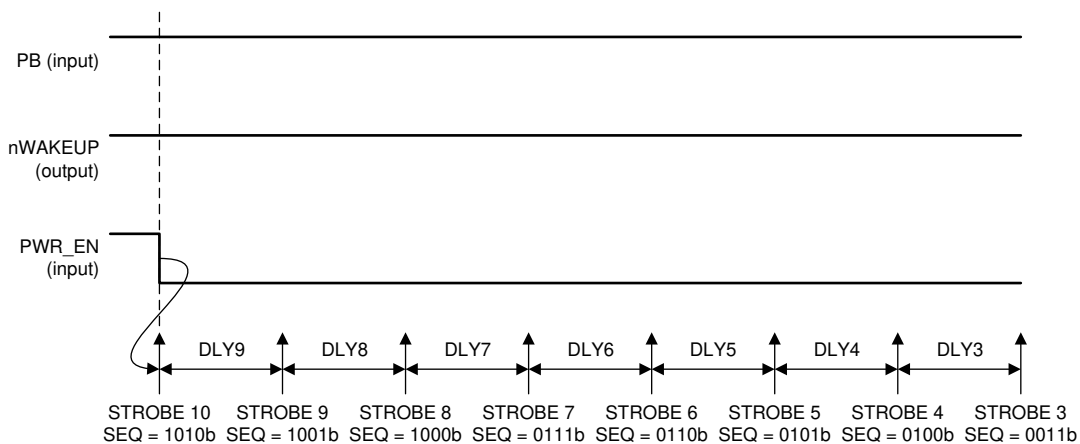 PB (input)
nWAKEUP
(output)
PWR_EN
(input)
DLY9 DLY8 DLY7 DLY6 DLY5 DLY4 DLY3
STROBE 10 STROBE 9 STROBE 8 STROBE 7 STROBE 6 STROBE 5 STROBE 4 STROBE 3
SEQ = 1010b SEQ = 1001b SEQ = 1000b SEQ = 0111b SEQ = 0110b SEQ = 0101b SEQ = 0100b SEQ = 0011b